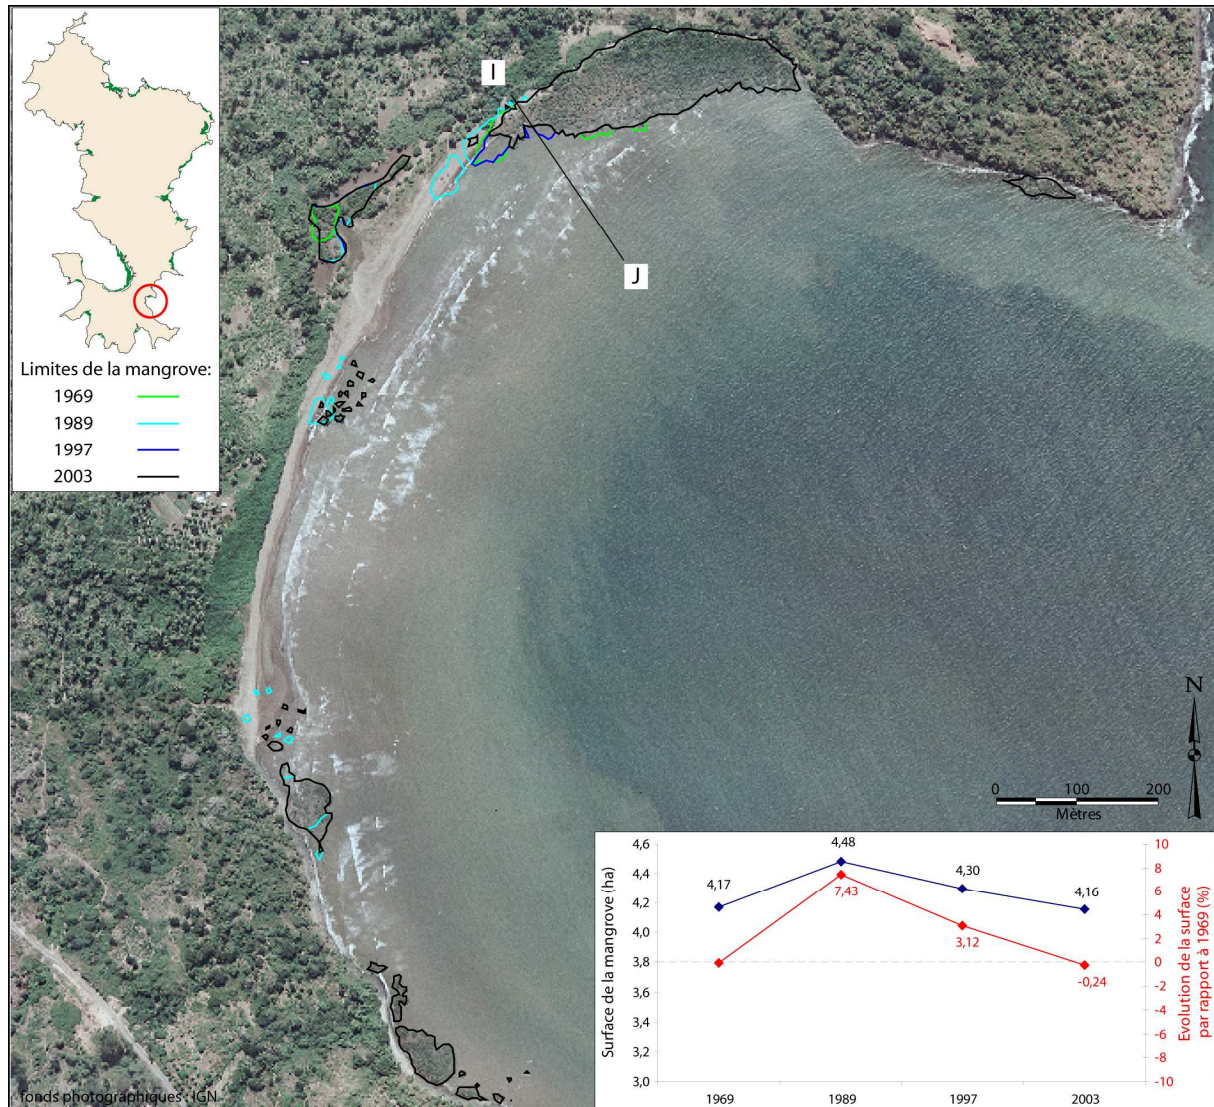 I
J
Limites de la mangrove:
1969
1989
1997
2003
N
0 100 200
Mètres
fonds photographiques : IGN
Surface de la mangrove (ha)
4,6
4,4
4,2
4,0
3,8
3,6
3,4
3,2
3,0
4,17
4,48
4,30
4,16
7,43
3,12
-0,24
10
8
6
4
2
0
-2
-4
-6
-8
-10
Evolution de la surface
par rapport à 1969 (%)
1969 1989 1997 2003